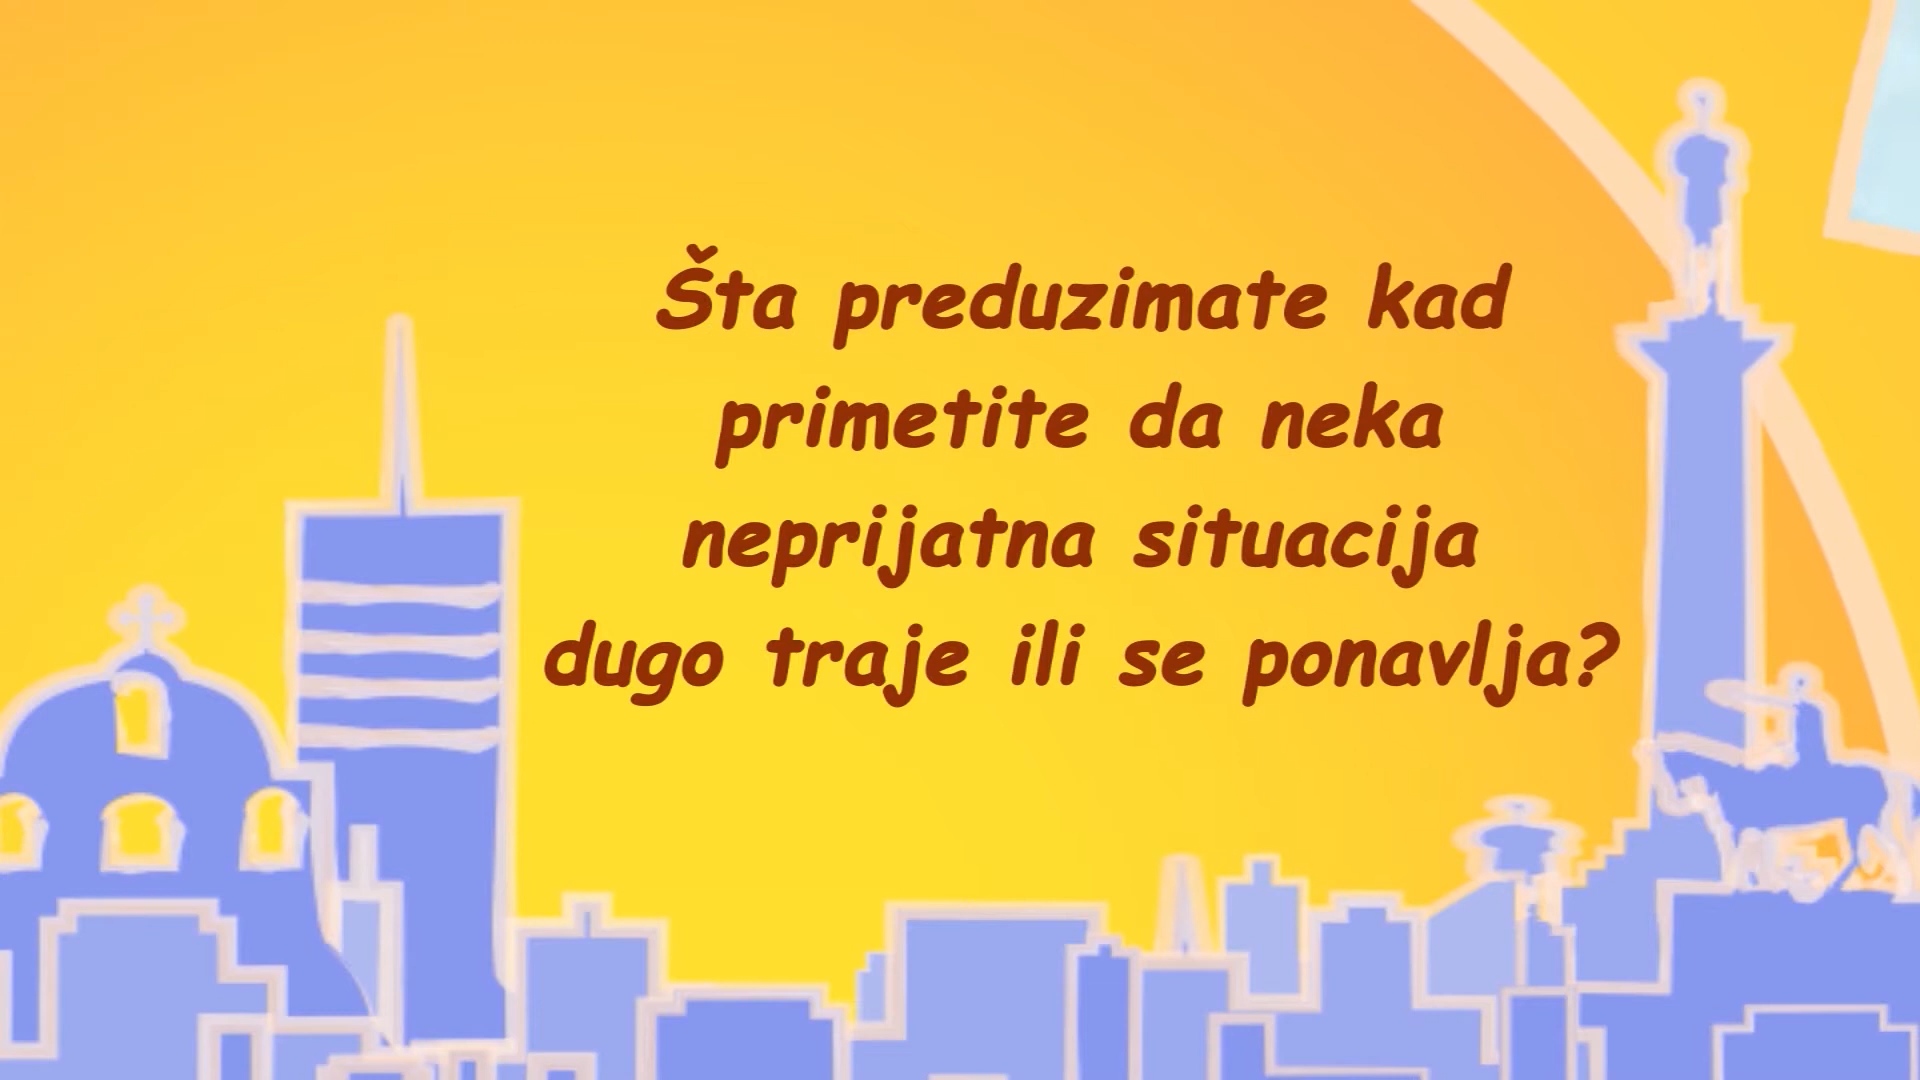 Šta preduzimate kad
primetite da neka
neprijatna situacija
dugo traje ili se ponavlja?